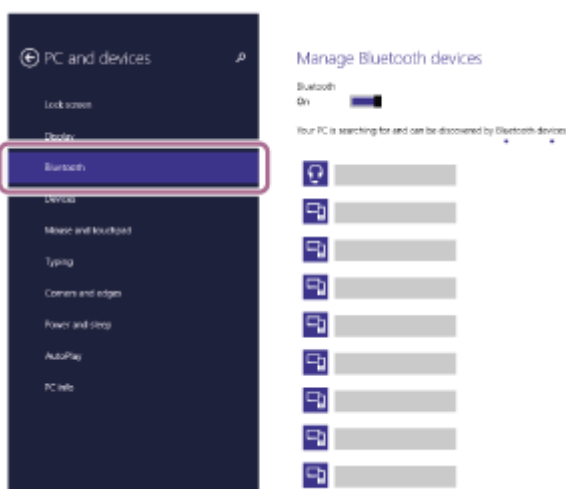 PC and devices
Lock screen
Display
Bluetooth
Devices
Mouse and touchpad
Typing
Corners and edges
Power and sleep
AutoPlay
PC info
Manage Bluetooth devices
Bluetooth
On
Your PC is searching for and can be discovered by Bluetooth devices